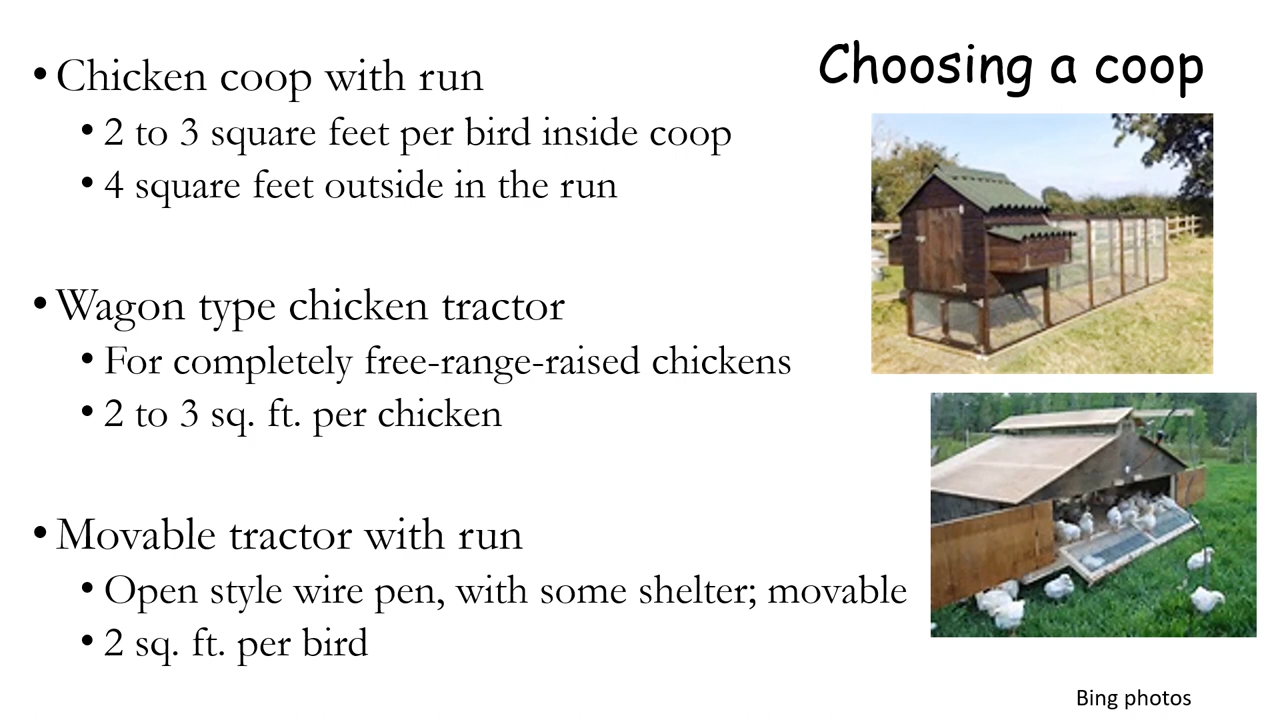 Choosing a coop
• Chicken coop with run
• 2 to 3 square feet per bird inside coop
• 4 square feet outside in the run
• Wagon type chicken tractor
• For completely free-range-raised chickens
• 2 to 3 sq. ft. per chicken
• Movable tractor with run
• Open style wire pen, with some shelter; movable
• 2 sq. ft. per bird
Bing photos